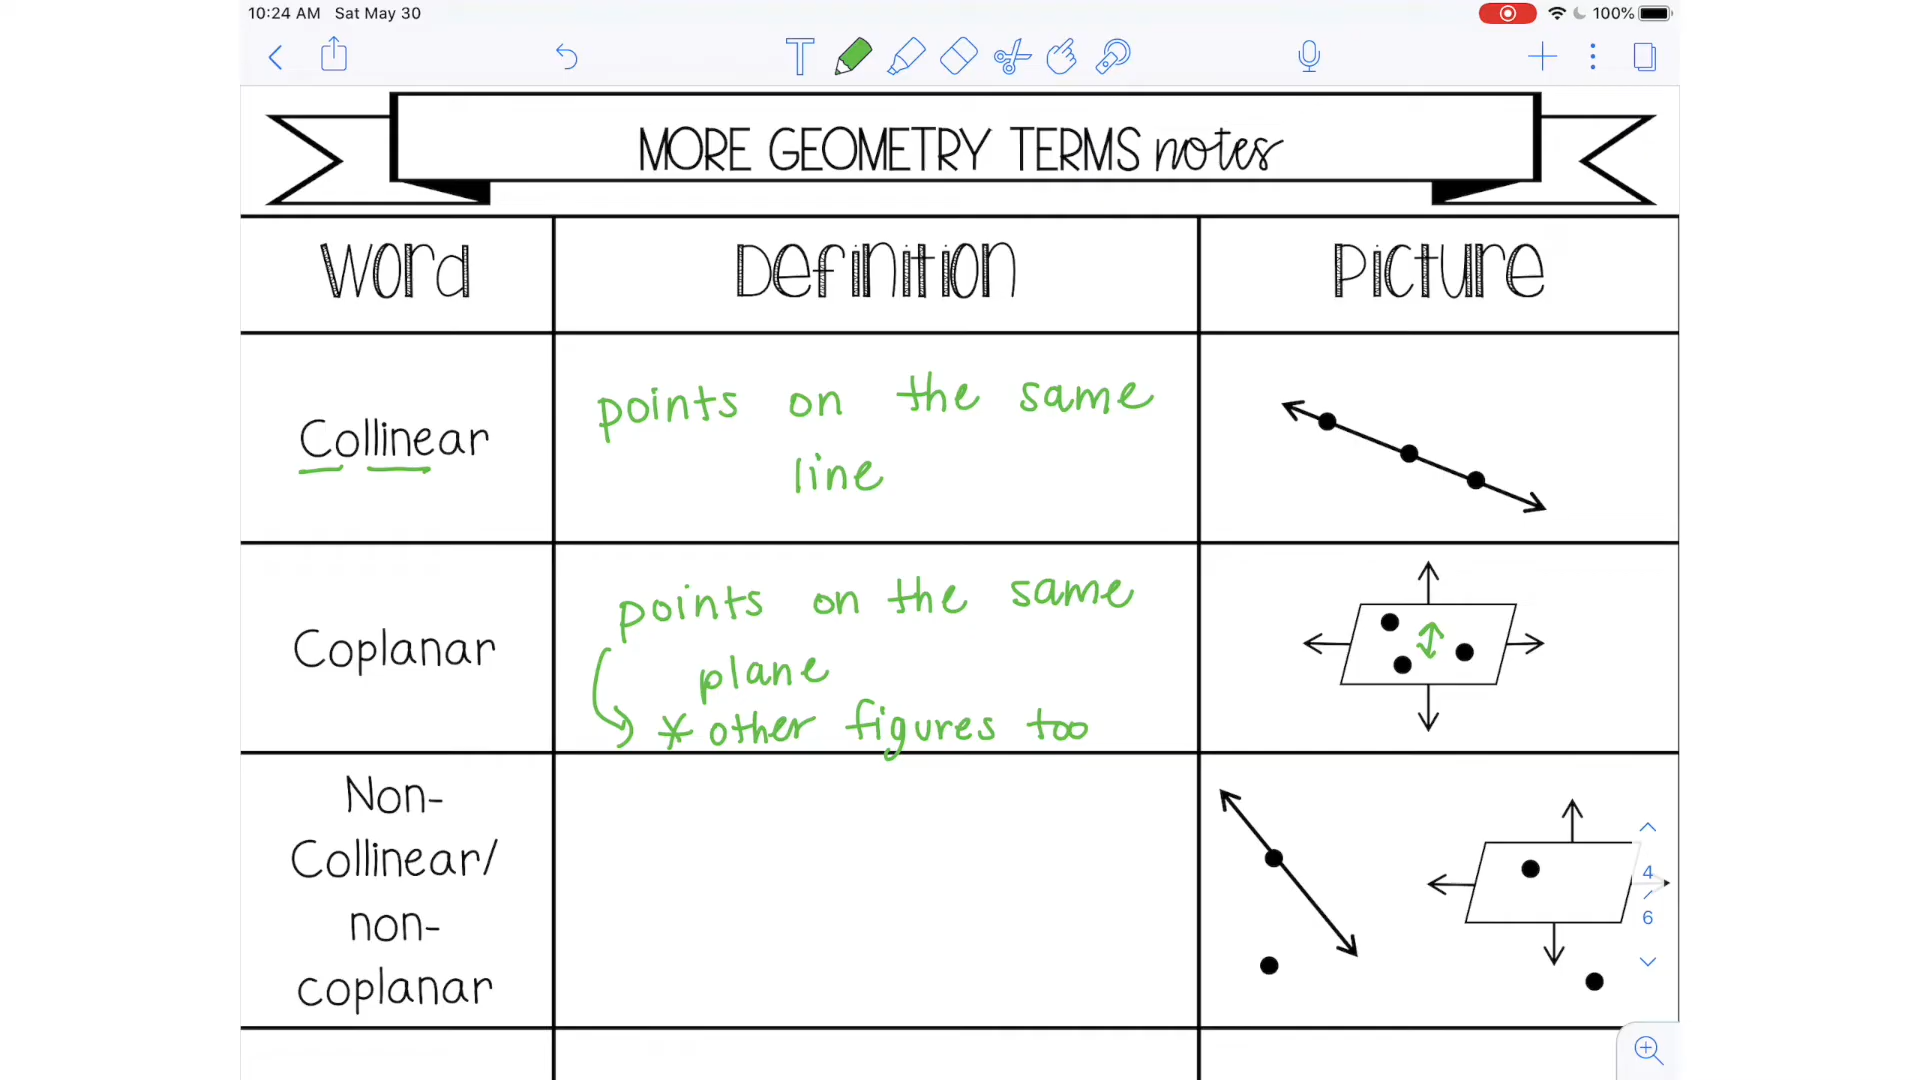 10:24 AM Sat May 30
100%
T
MORE GEOMETRY TERMS notes
Word
Definition
Picture
Collinear
points on the same
line
Coplanar
points on the same
plane
* other figures too
Non-
Collinear/
non-
coplanar
4
/
6